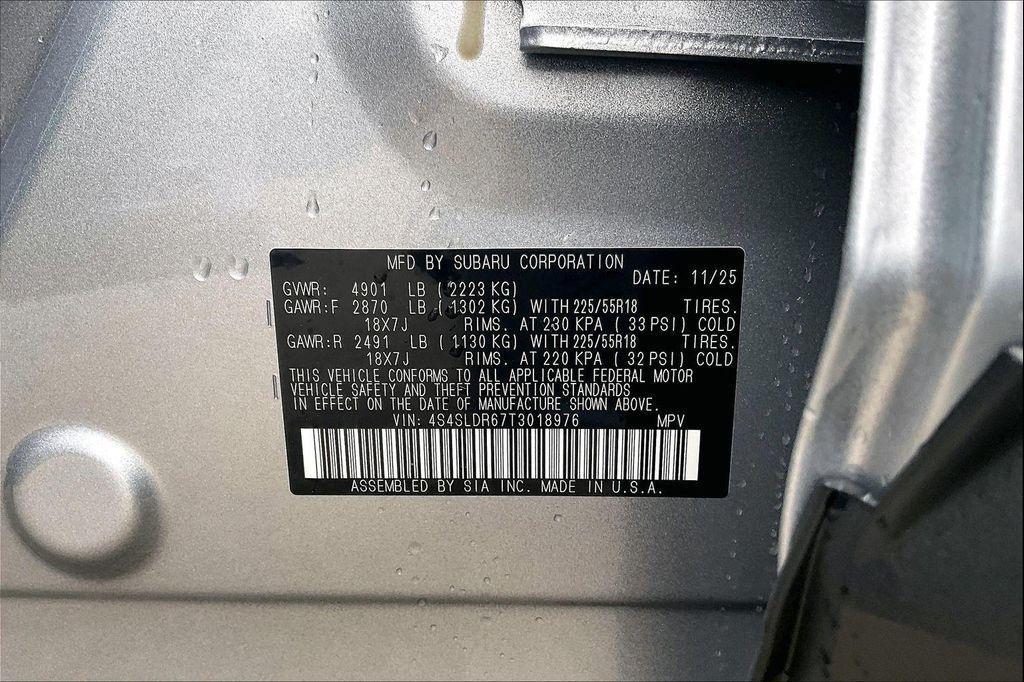 MFD BY SUBARU CORPORATION
DATE: 11/25
GVWR: 4901 LB ( 2223 KG)
GAWR:F 2870 LB ( 1302 KG) WITH 225/55R18 TIRES.
18X7J RIMS. AT 230 KPA ( 33 PSI) COLD
GAWR:R 2491 LB ( 1130 KG) WITH 225/55R18 TIRES.
18X7J RIMS. AT 220 KPA ( 32 PSI) COLD
THIS VEHICLE CONFORMS TO ALL APPLICABLE FEDERAL MOTOR
VEHICLE SAFETY AND THEFT PREVENTION STANDARDS
IN EFFECT ON THE DATE OF MANUFACTURE SHOWN ABOVE.
VIN: 4S4SLDR67T3018976 MPV
ASSEMBLED BY SIA INC. MADE IN U.S.A.